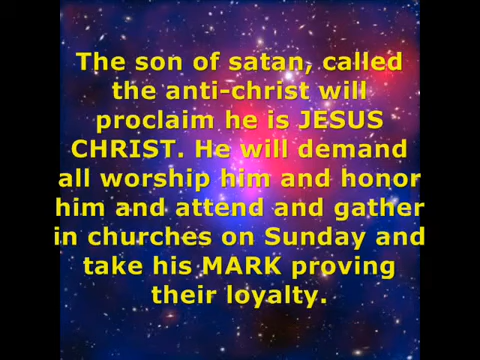 The son of satan, called
the anti-christ will
proclaim he is JESUS
CHRIST. He will demand
all worship him and honor
him and attend and gather
in churches on Sunday and
take his MARK proving
their loyalty.